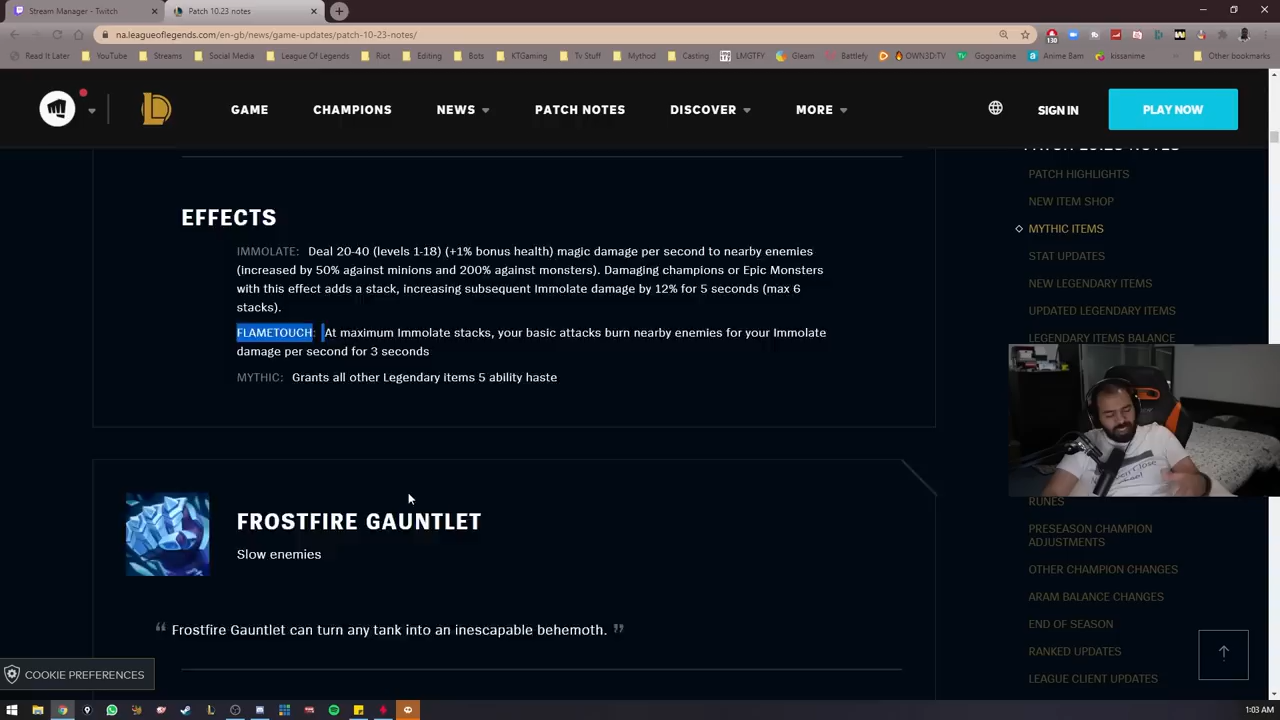 Stream Manager - Twitch
Patch 10.23 notes
na.leagueoflegends.com/en-gb/news/game-updates/patch-10-23-notes/
130
Read It Later YouTube Streams Social Media League Of Legends Riot Editing Bots KTGaming Tv Stuff Mythod Casting LMGTFY Gleam Battlefy OWN3D.TV Gogoanime Anime Bam kissanime Other bookmarks
GAME CHAMPIONS NEWS PATCH NOTES DISCOVER MORE SIGN IN PLAY NOW
PATCH 10.23 NOTES
PATCH HIGHLIGHTS
NEW ITEM SHOP
MYTHIC ITEMS
STAT UPDATES
NEW LEGENDARY ITEMS
UPDATED LEGENDARY ITEMS
LEGENDARY ITEMS BALANCE
RUNES
PRESEASON CHAMPION
ADJUSTMENTS
OTHER CHAMPION CHANGES
ARAM BALANCE CHANGES
END OF SEASON
RANKED UPDATES
LEAGUE CLIENT UPDATES
EFFECTS
IMMOLATE: Deal 20-40 (levels 1-18) (+1% bonus health) magic damage per second to nearby enemies
(increased by 50% against minions and 200% against monsters). Damaging champions or Epic Monsters
with this effect adds a stack, increasing subsequent Immolate damage by 12% for 5 seconds (max 6
stacks).
FLAMETOUCH: At maximum Immolate stacks, your basic attacks burn nearby enemies for your Immolate
damage per second for 3 seconds
MYTHIC: Grants all other Legendary items 5 ability haste
FROSTFIRE GAUNTLET
Slow enemies
“ Frostfire Gauntlet can turn any tank into an inescapable behemoth. ”
COOKIE PREFERENCES
1:03 AM